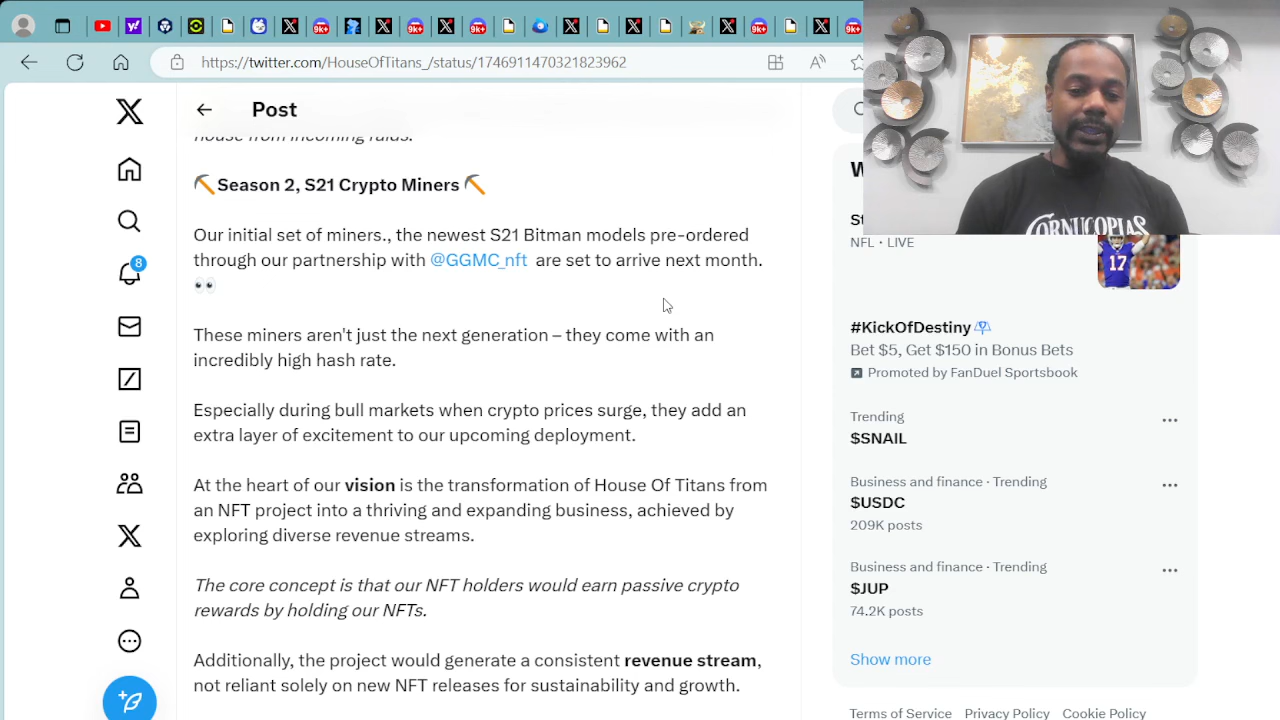 9k+
9k+
9k+
9k+
9k+
https://twitter.com/HouseOfTitans_/status/1746911470321823962
Post
house from incoming raids.
Season 2, S21 Crypto Miners
Our initial set of miners., the newest S21 Bitman models pre-ordered
through our partnership with @GGMC_nft are set to arrive next month.
These miners aren't just the next generation – they come with an
incredibly high hash rate.
Especially during bull markets when crypto prices surge, they add an
extra layer of excitement to our upcoming deployment.
At the heart of our vision is the transformation of House Of Titans from
an NFT project into a thriving and expanding business, achieved by
exploring diverse revenue streams.
The core concept is that our NFT holders would earn passive crypto
rewards by holding our NFTs.
Additionally, the project would generate a consistent revenue stream,
not reliant solely on new NFT releases for sustainability and growth.
8
CORNUCOPIAS
W
St
NFL · LIVE
17
#KickOfDestiny
Bet $5, Get $150 in Bonus Bets
Promoted by FanDuel Sportsbook
Trending
$SNAIL
Business and finance · Trending
$USDC
209K posts
Business and finance · Trending
$JUP
74.2K posts
Show more
Terms of Service Privacy Policy Cookie Policy